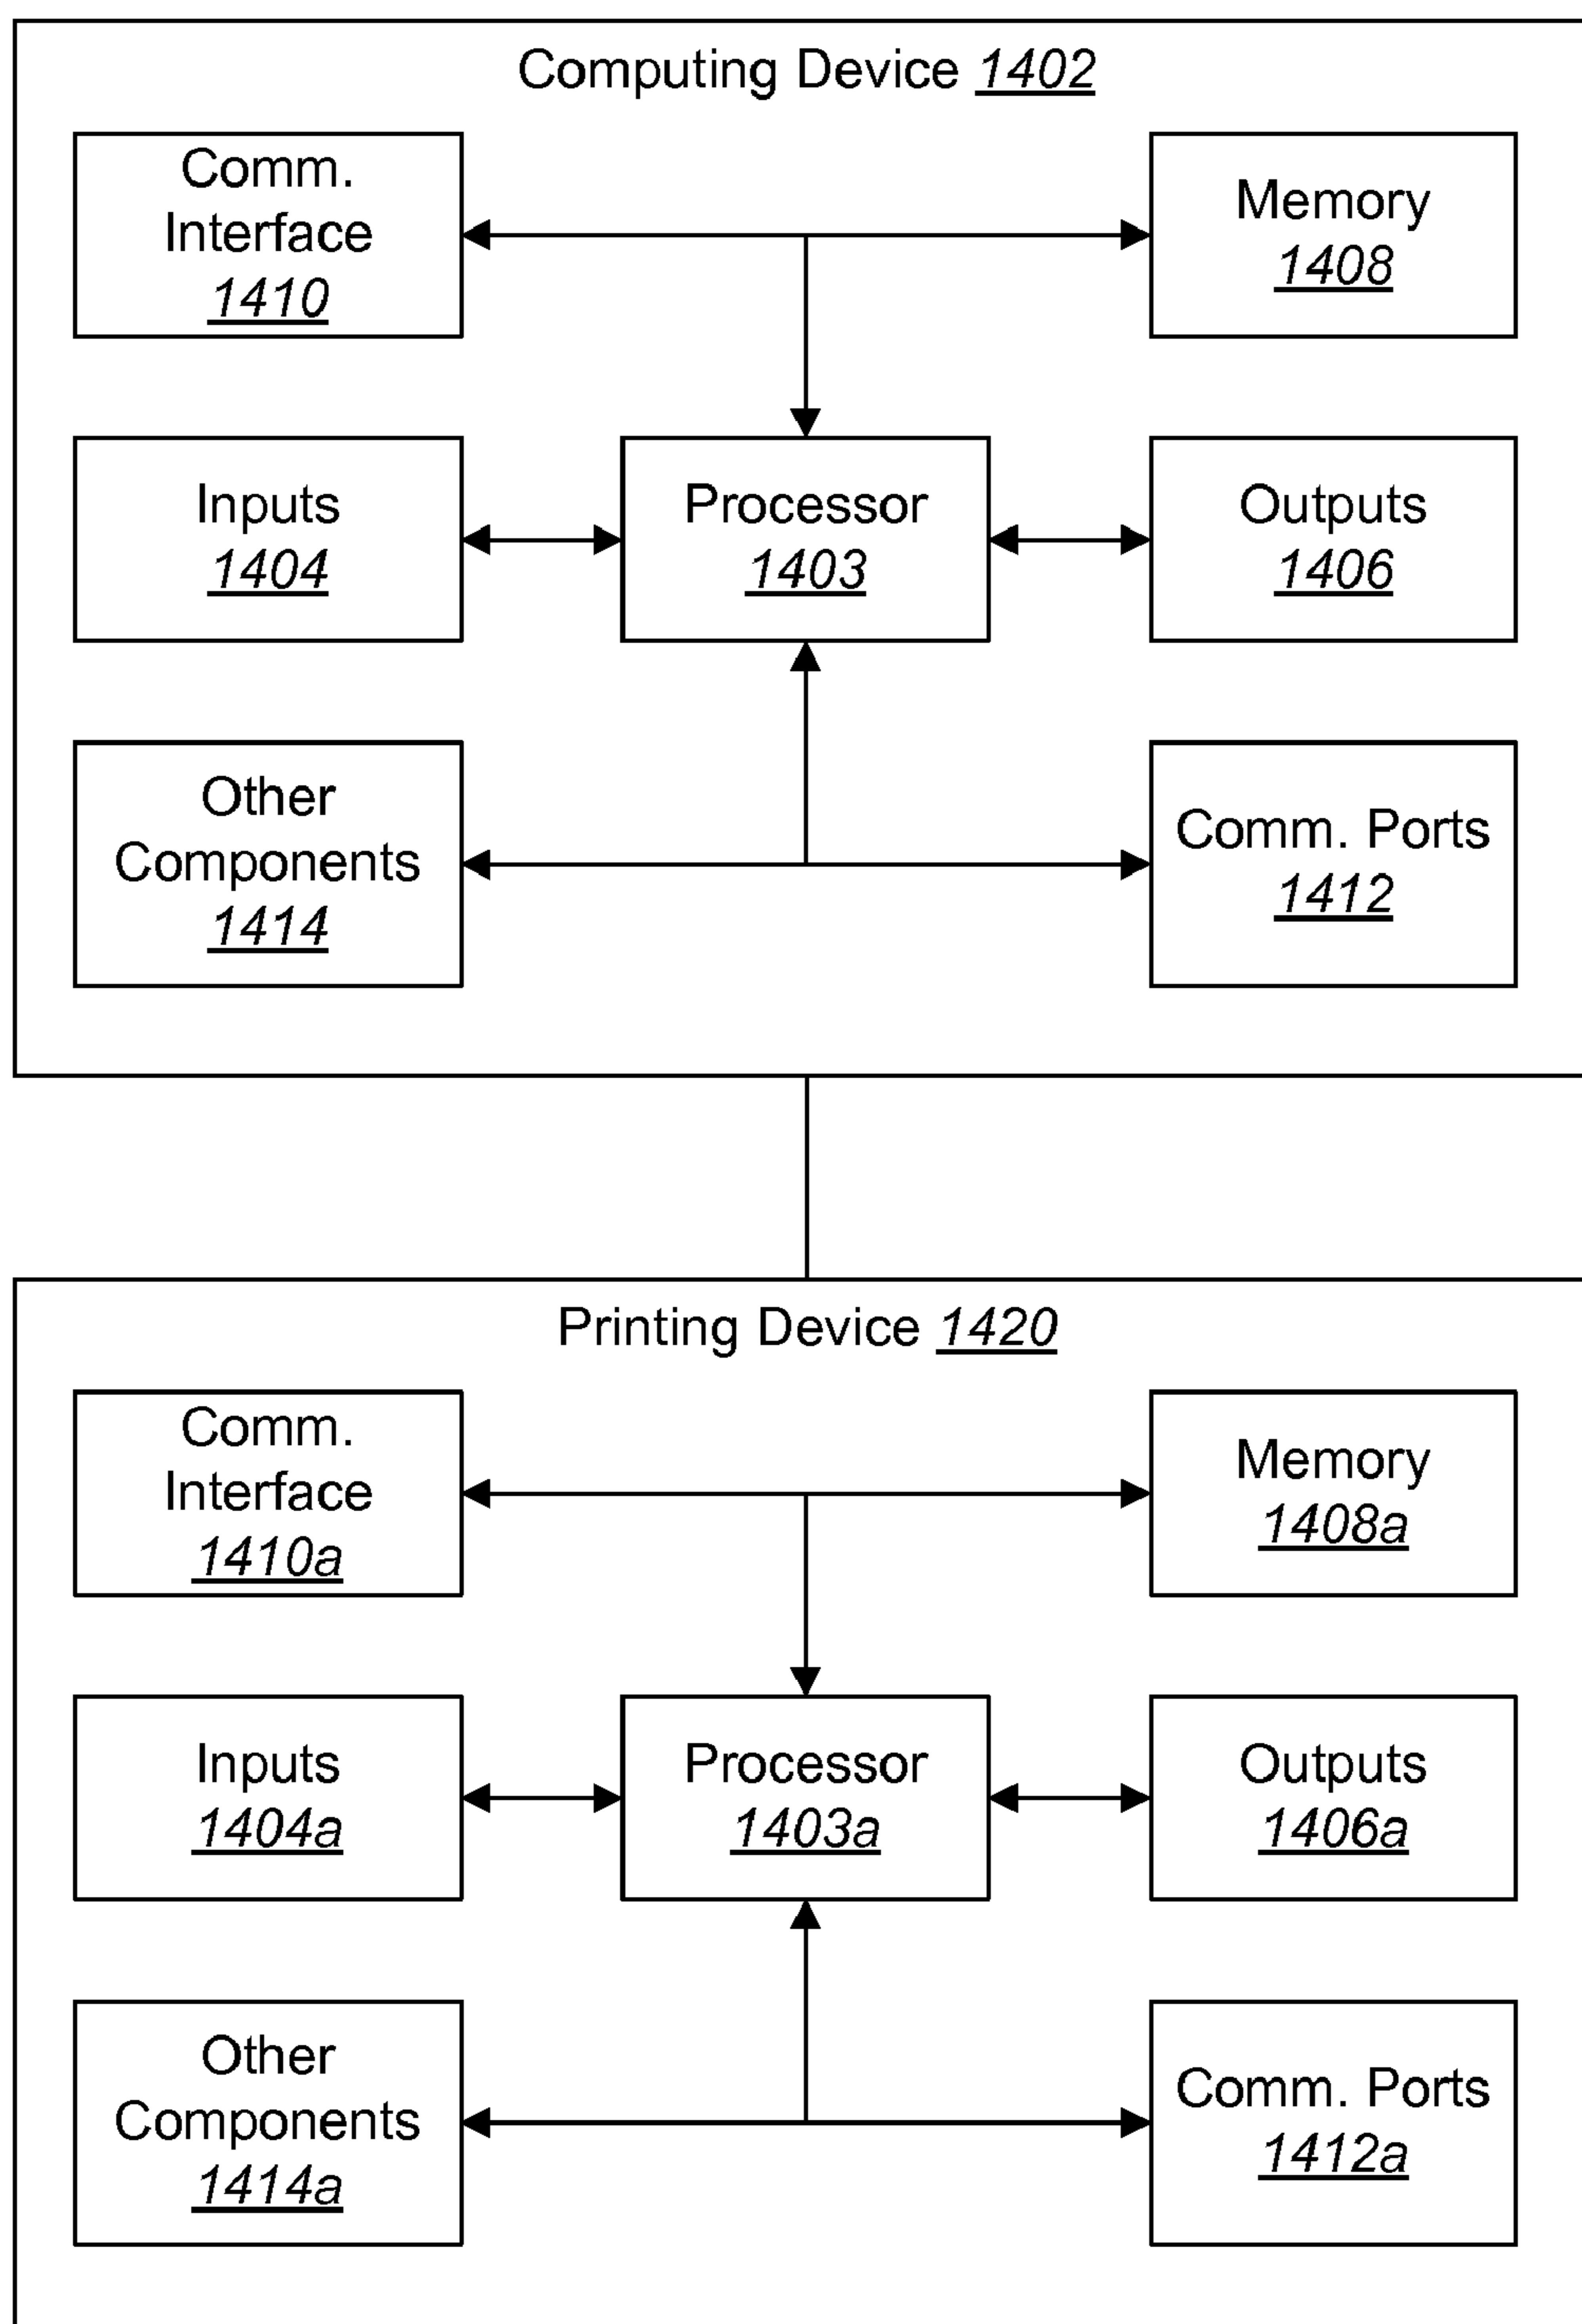 Computing Device 1402
Comm.
Interface
1410
Memory
1408
Inputs
1404
Processor
1403
Outputs
1406
Other
Components
1414
Comm. Ports
1412
Printing Device 1420
Comm.
Interface
1410a
Memory
1408a
Inputs
1404a
Processor
1403a
Outputs
1406a
Other
Components
1414a
Comm. Ports
1412a